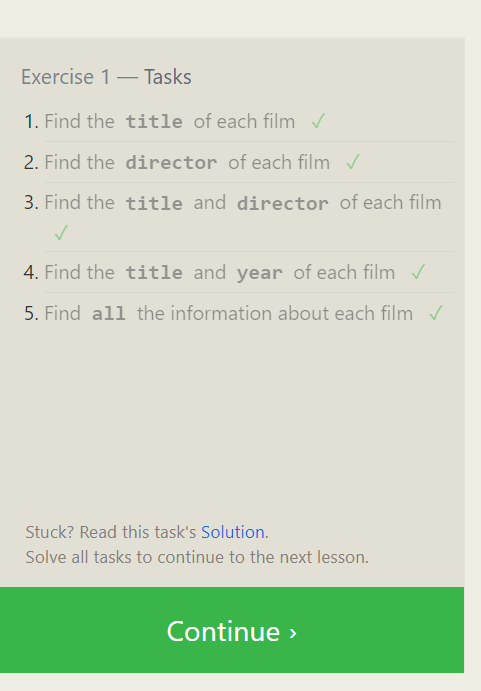 Exercise 1 — Tasks
1. Find the title of each film ✓
2. Find the director of each film ✓
3. Find the title and director of each film
✓
4. Find the title and year of each film ✓
5. Find all the information about each film ✓
Stuck? Read this task's Solution.
Solve all tasks to continue to the next lesson.
Continue ›